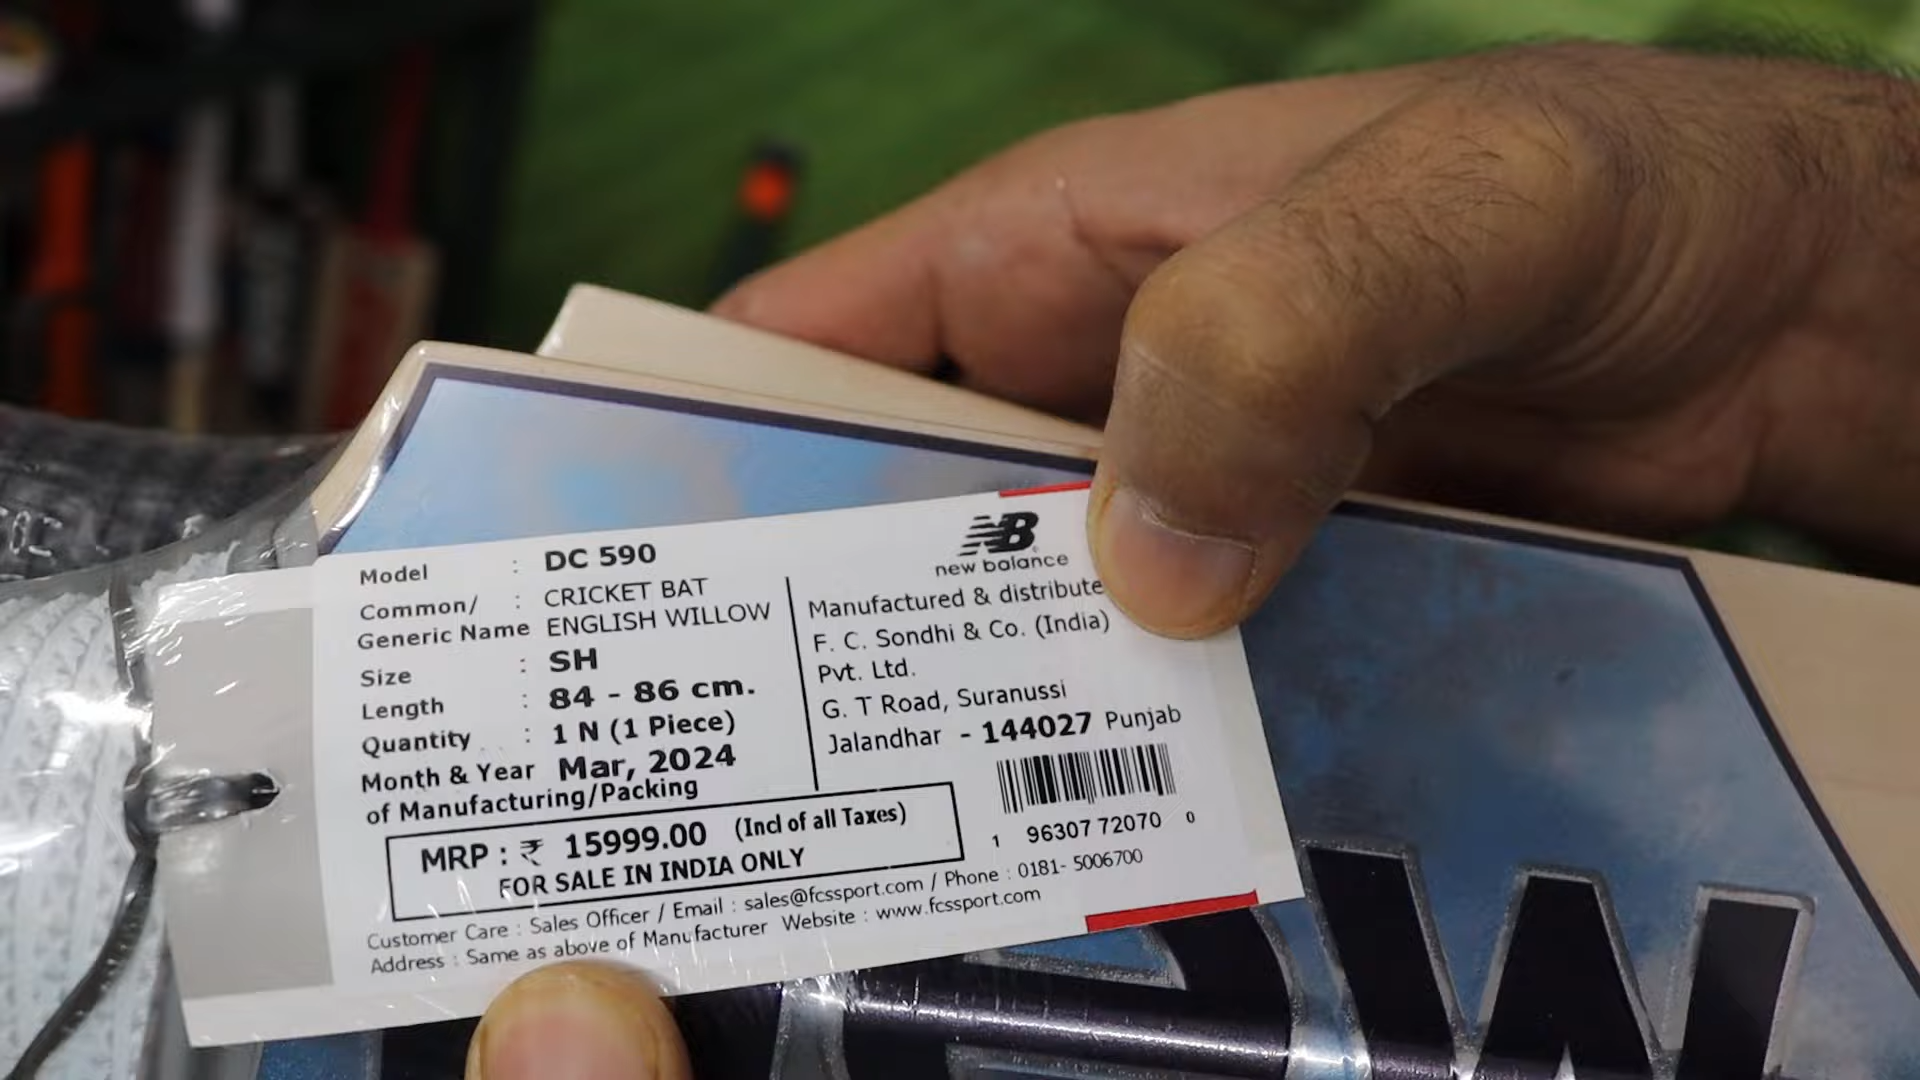 Model : DC 590
Common/ : CRICKET BAT
Generic Name ENGLISH WILLOW
Size : SH
Length : 84 - 86 cm.
Quantity : 1 N (1 Piece)
Month & Year Mar, 2024
of Manufacturing/Packing
MRP : ₹ 15999.00 (Incl of all Taxes)
FOR SALE IN INDIA ONLY
NB
new balance
Manufactured & distribute
F. C. Sondhi & Co. (India)
Pvt. Ltd.
G. T Road, Suranussi
Jalandhar - 144027 Punjab
1 96307 72070 0
Customer Care : Sales Officer / Email : sales@fcssport.com / Phone : 0181- 5006700
Address : Same as above of Manufacturer Website : www.fcssport.com